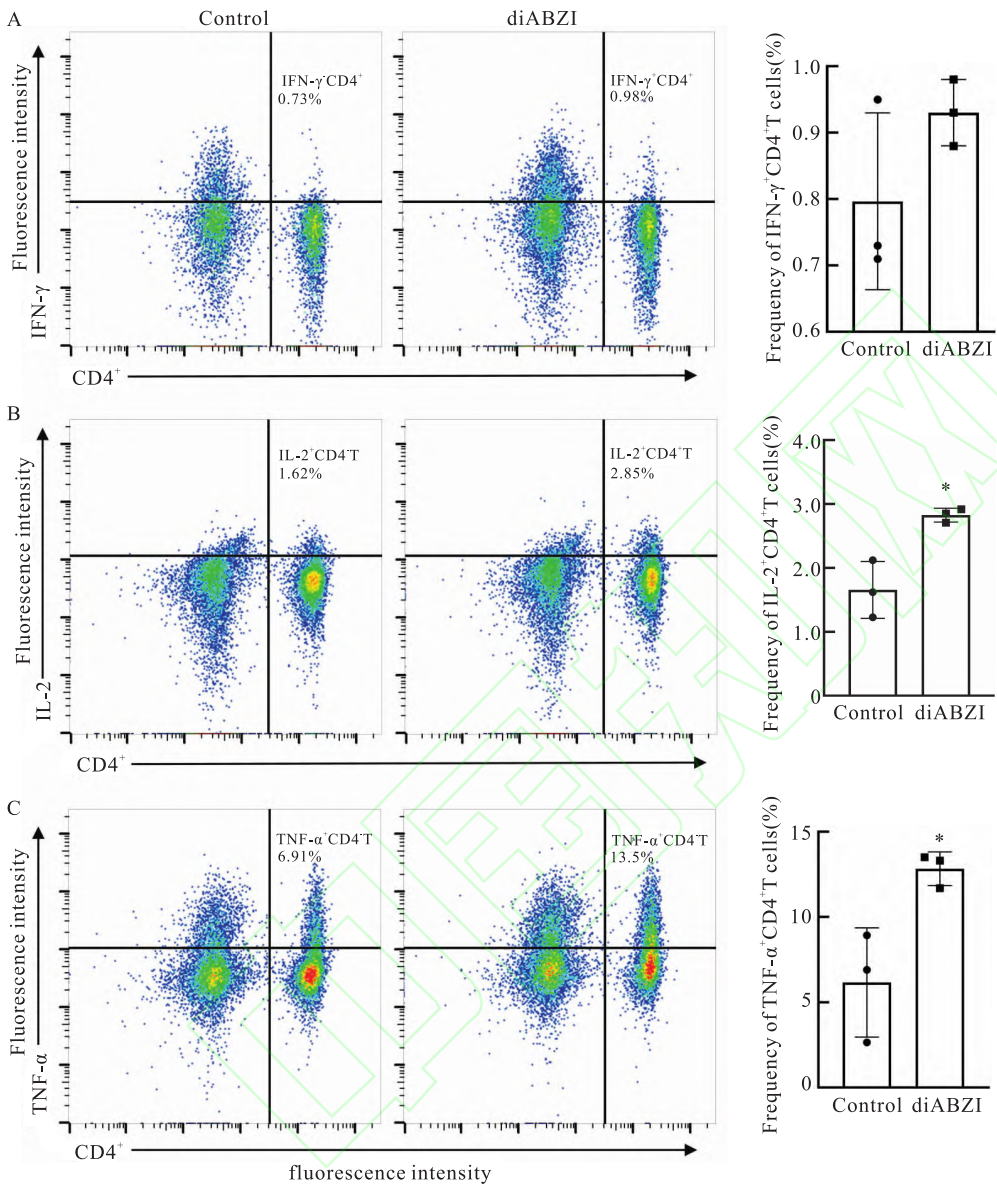 A
Control
diABZI
Fluorescence intensity
IFN-γ
IFN-γ⁻CD4⁺
0.73%
IFN-γ⁺CD4⁺
0.98%
CD4⁺
Frequency of IFN-γ⁺CD4⁺T cells(%)
1.0
0.9
0.8
0.7
0.6
Control diABZI
B
Fluorescence intensity
IL-2
IL-2⁺CD4⁺T
1.62%
IL-2⁺CD4⁺T
2.85%
CD4⁺
Frequency of IL-2⁺CD4⁺T cells(%)
4.0
3.0
2.0
1.0
0
*
Control diABZI
C
Fluorescence intensity
TNF-α
TNF-α⁺CD4⁺T
6.91%
TNF-α⁺CD4⁺T
13.5%
CD4⁺
fluorescence intensity
Frequency of TNF-α⁺CD4⁺T cells(%)
15
10
5
0
*
Control diABZI